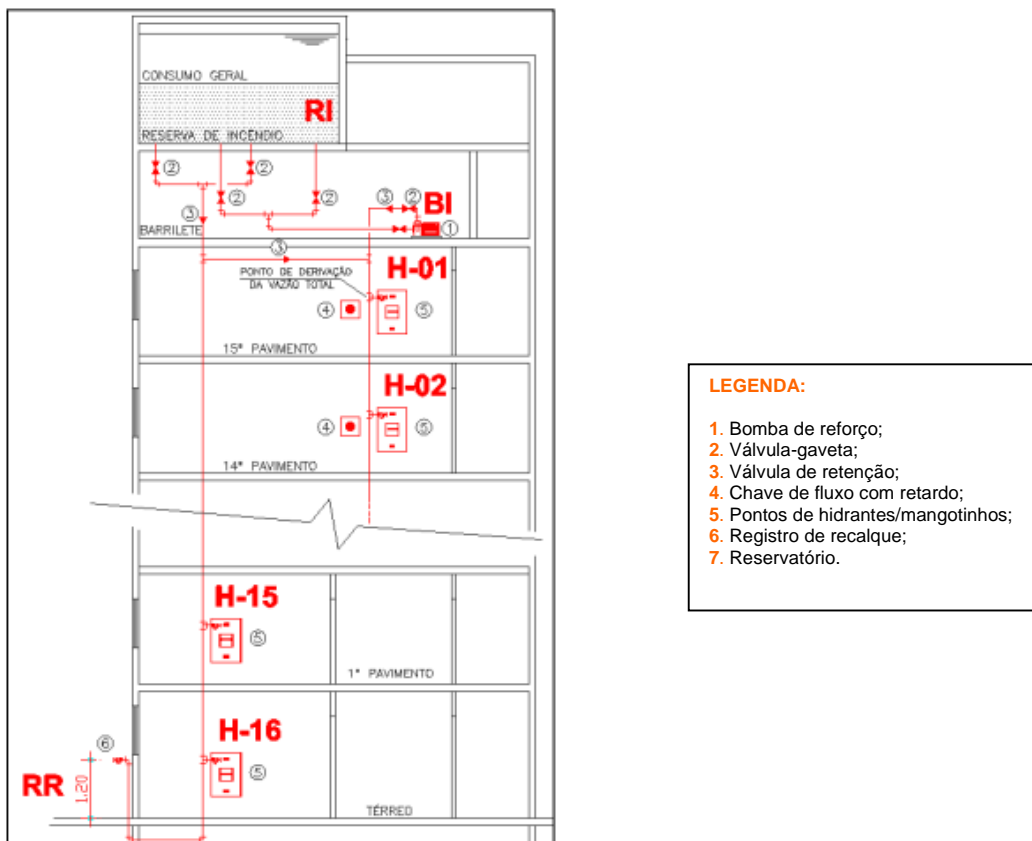 CONSUMO GERAL
RI
RESERVA DE INCÊNDIO
② ② ② ②
③ ② BI
③ ①
BARRILETE
③
H-01
PONTO DE DERIVAÇÃO
DA VAZÃO TOTAL
④ ⑤
15º PAVIMENTO
H-02
④ ⑤
14º PAVIMENTO
H-15
⑤
1º PAVIMENTO
H-16
⑥
⑤
RR
1.20
TÉRREO
LEGENDA:
1. Bomba de reforço;
2. Válvula-gaveta;
3. Válvula de retenção;
4. Chave de fluxo com retardo;
5. Pontos de hidrantes/mangotinhos;
6. Registro de recalque;
7. Reservatório.